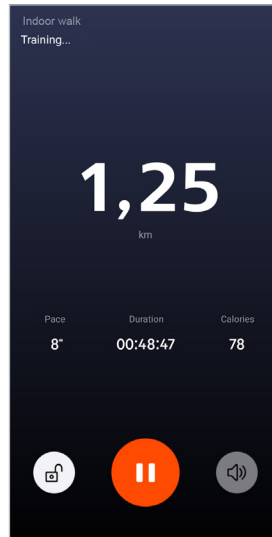 Indoor walk
Training...
1,25
km
Pace Duration Calories
8" 00:48:47 78